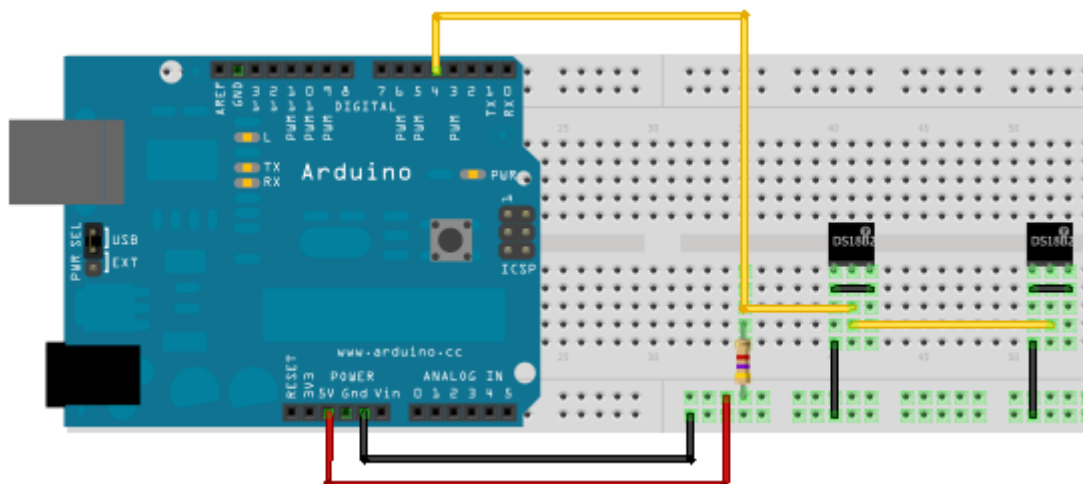 AREF
GND
13
12
11
10
9
8
7
6
5
4
3
2
1
0
DIGITAL
TX
RX
PWM
PWM
PWM
PWM
PWM
PWM
L
TX
RX
Arduino
PWR
1
ICSP
PWR SEL
USB
EXT
www.arduino.cc
POWER
ANALOG IN
RESET
3V3
5V
Gnd
Vin
0
1
2
3
4
5
25
30
40
45
50
DS18B2
DS18B2
25
30
45
50